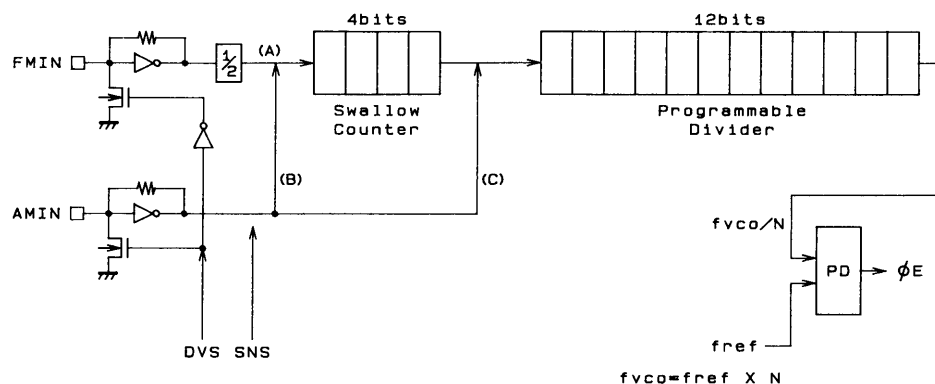 4bits
12bits
FMIN
1/2
(A)
Swallow
Counter
Programmable
Divider
(B)
(C)
AMIN
fvco/N
PD
φE
DVS
SNS
fref
fvco=fref X N